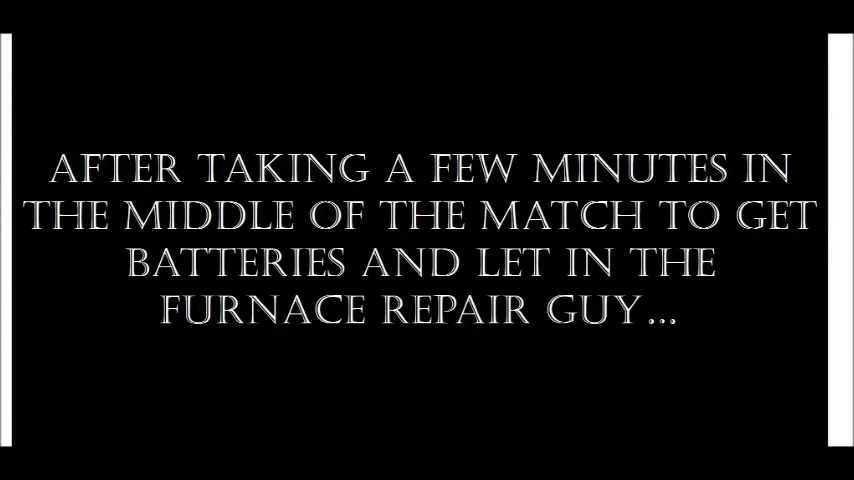 AFTER TAKING A FEW MINUTES IN
THE MIDDLE OF THE MATCH TO GET
BATTERIES AND LET IN THE
FURNACE REPAIR GUY...